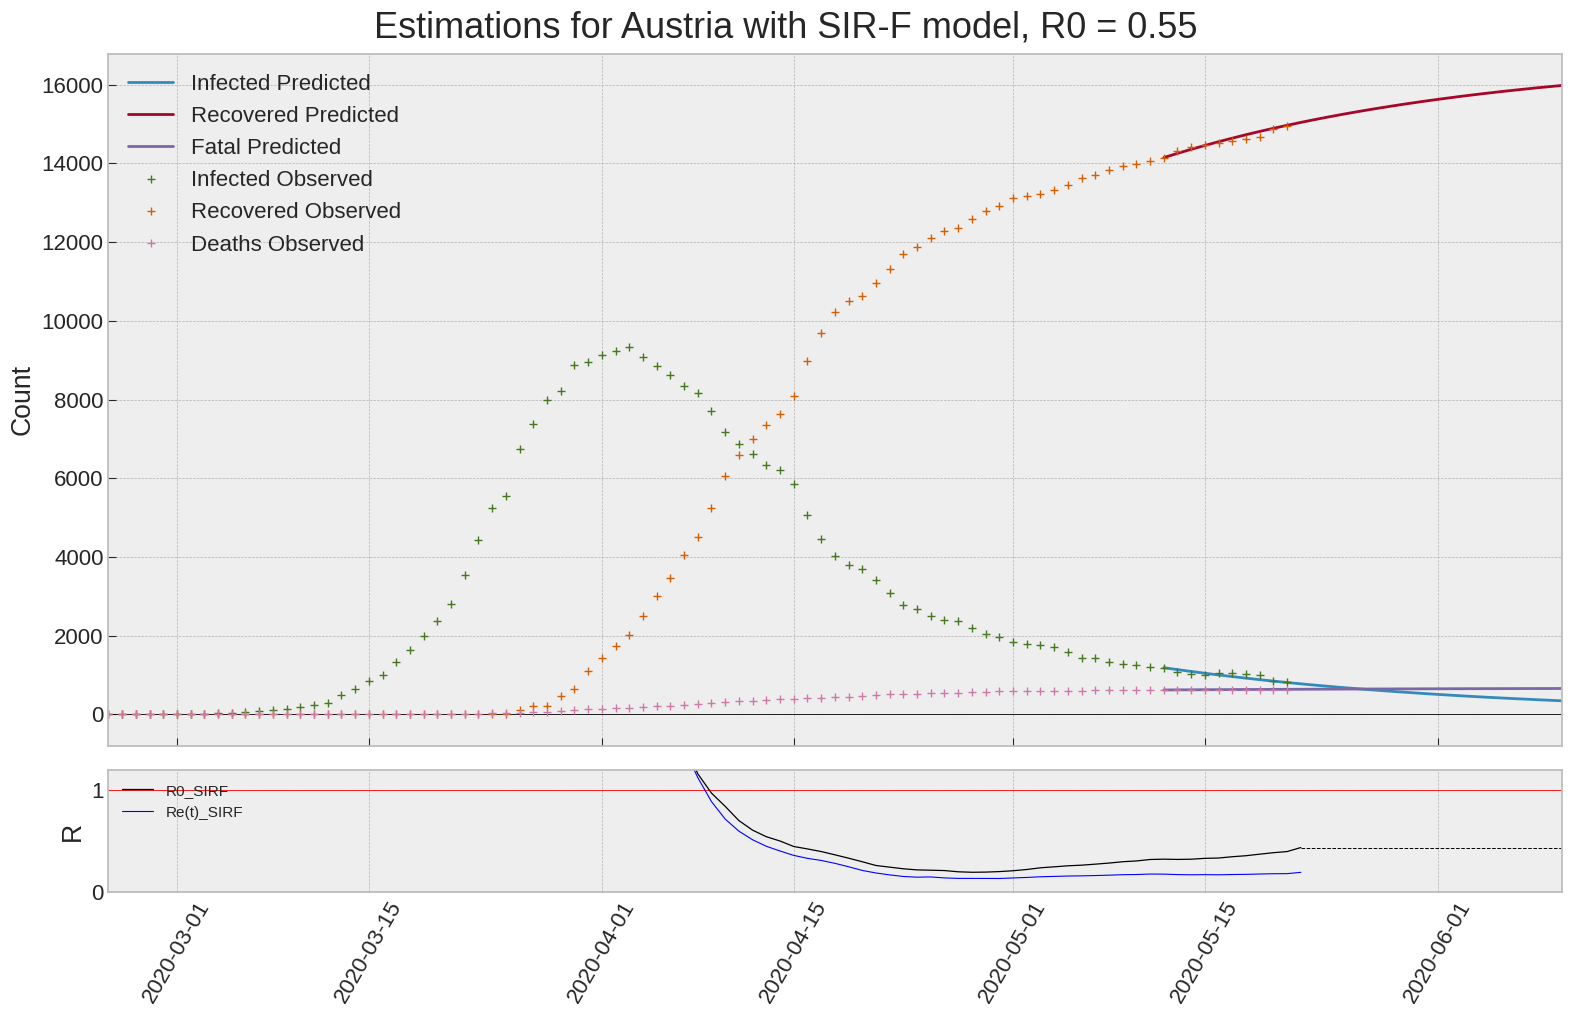 Estimations for Austria with SIR-F model, R0 = 0.55
Infected Predicted
Recovered Predicted
Fatal Predicted
Infected Observed
Recovered Observed
Deaths Observed
16000
14000
12000
10000
8000
6000
4000
2000
0
Count
R0_SIRF
Re(t)_SIRF
1
0
R
2020-03-01
2020-03-15
2020-04-01
2020-04-15
2020-05-01
2020-05-15
2020-06-01